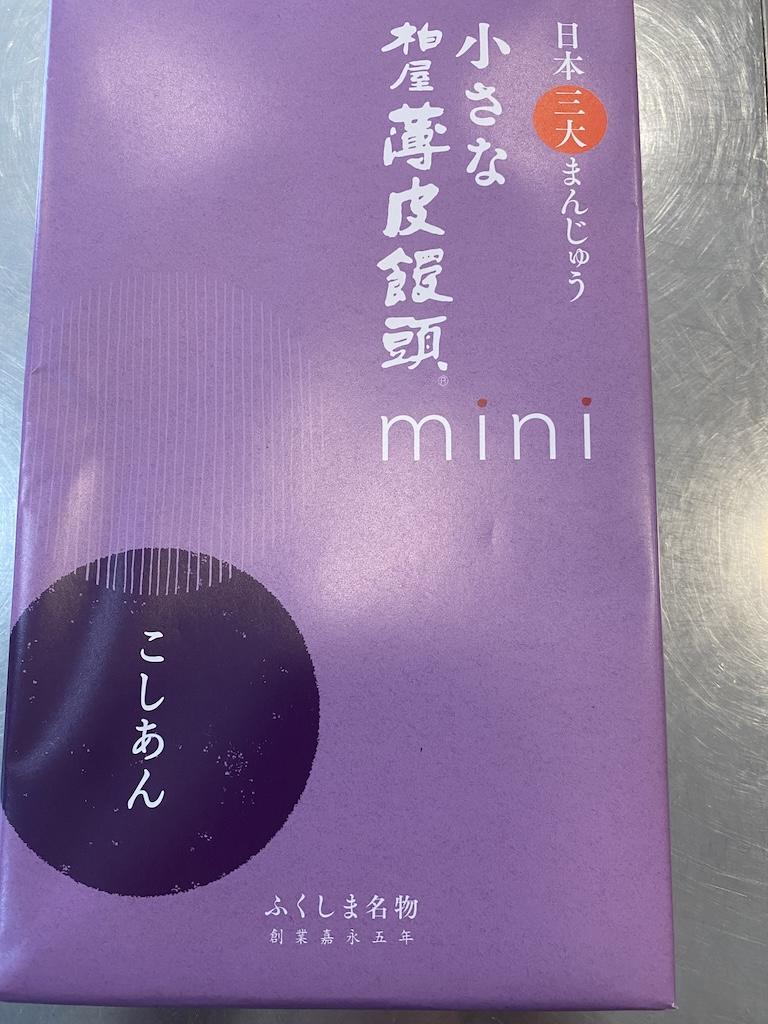 日本三大まんじゅう
小さな
柏屋薄皮饅頭®
mini
こしあん
ふくしま名物
創業嘉永五年